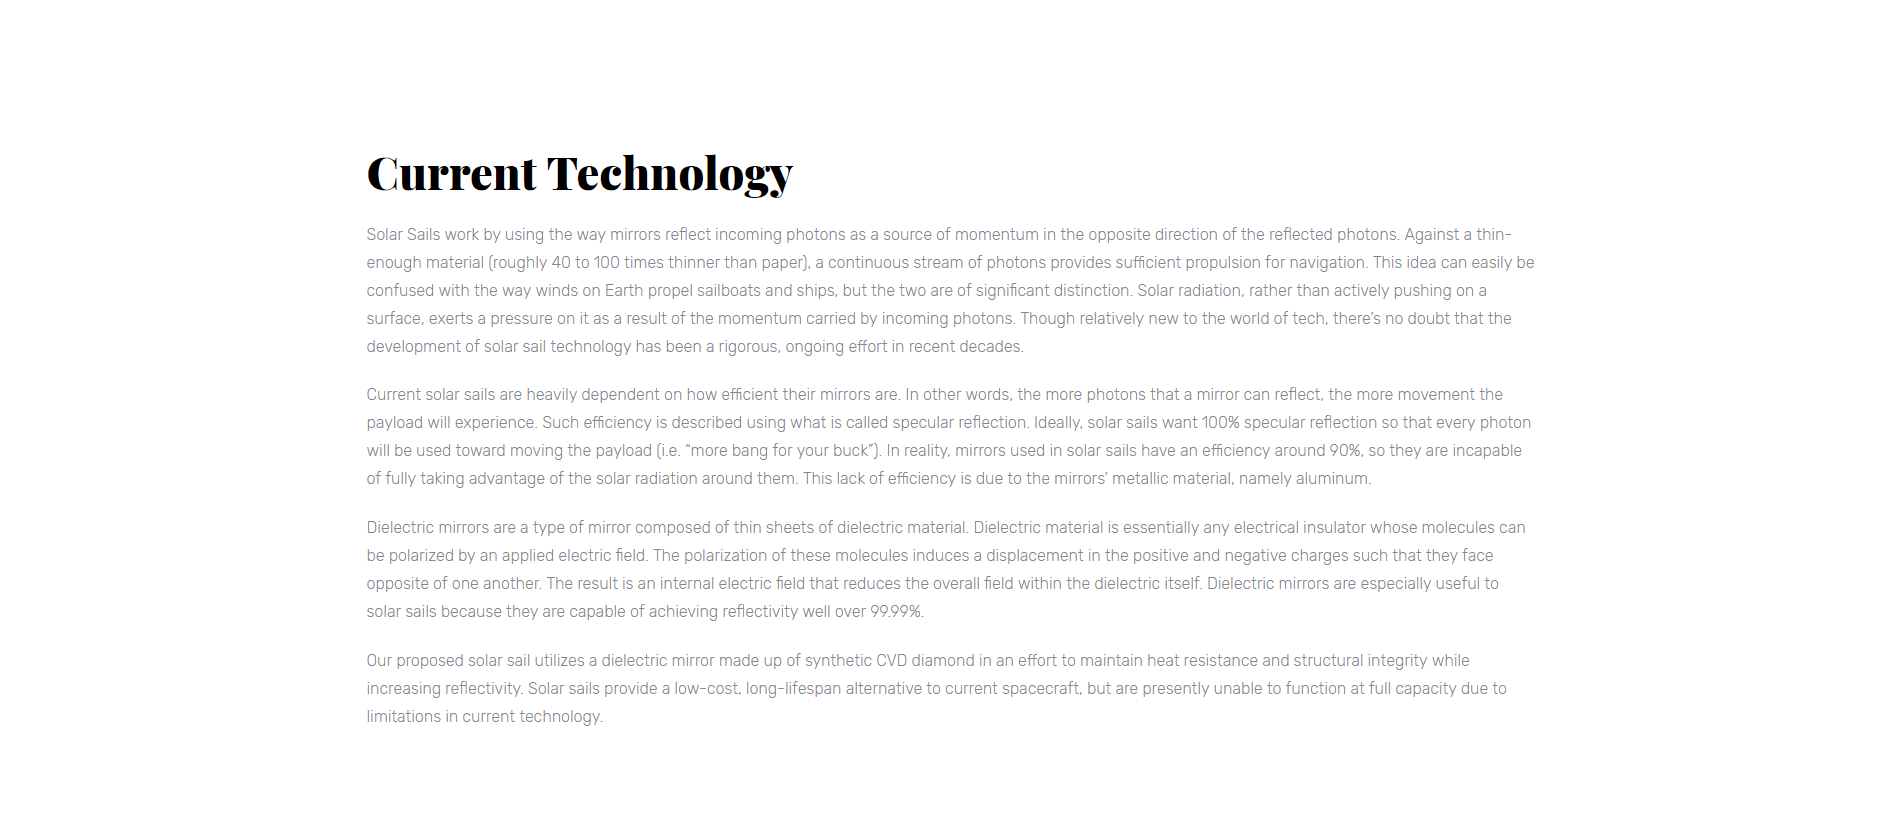 Current Technology
Solar Sails work by using the way mirrors reflect incoming photons as a source of momentum in the opposite direction of the reflected photons. Against a thin-
enough material (roughly 40 to 100 times thinner than paper), a continuous stream of photons provides sufficient propulsion for navigation. This idea can easily be
confused with the way winds on Earth propel sailboats and ships, but the two are of significant distinction. Solar radiation, rather than actively pushing on a
surface, exerts a pressure on it as a result of the momentum carried by incoming photons. Though relatively new to the world of tech, there's no doubt that the
development of solar sail technology has been a rigorous, ongoing effort in recent decades.
Current solar sails are heavily dependent on how efficient their mirrors are. In other words, the more photons that a mirror can reflect, the more movement the
payload will experience. Such efficiency is described using what is called specular reflection. Ideally, solar sails want 100% specular reflection so that every photon
will be used toward moving the payload (i.e. “more bang for your buck”). In reality, mirrors used in solar sails have an efficiency around 90%, so they are incapable
of fully taking advantage of the solar radiation around them. This lack of efficiency is due to the mirrors' metallic material, namely aluminum.
Dielectric mirrors are a type of mirror composed of thin sheets of dielectric material. Dielectric material is essentially any electrical insulator whose molecules can
be polarized by an applied electric field. The polarization of these molecules induces a displacement in the positive and negative charges such that they face
opposite of one another. The result is an internal electric field that reduces the overall field within the dielectric itself. Dielectric mirrors are especially useful to
solar sails because they are capable of achieving reflectivity well over 99.99%.
Our proposed solar sail utilizes a dielectric mirror made up of synthetic CVD diamond in an effort to maintain heat resistance and structural integrity while
increasing reflectivity. Solar sails provide a low-cost, long-lifespan alternative to current spacecraft, but are presently unable to function at full capacity due to
limitations in current technology.